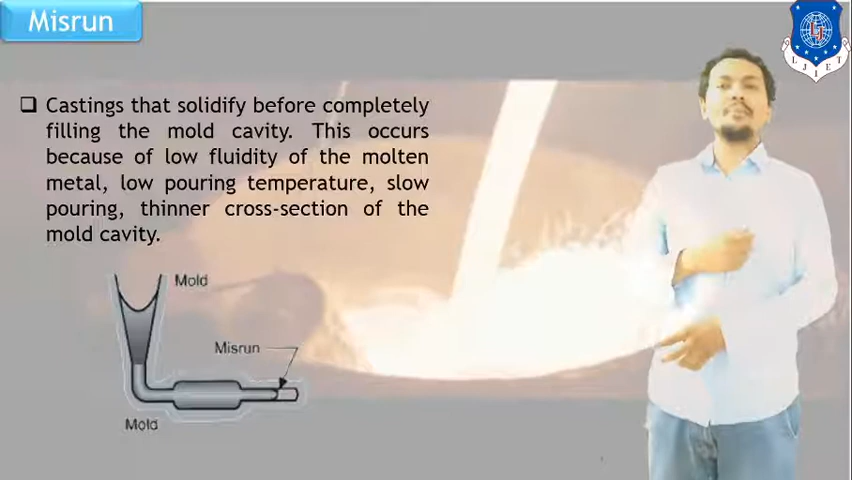 Misrun
LJIET
Castings that solidify before completely
filling the mold cavity. This occurs
because of low fluidity of the molten
metal, low pouring temperature, slow
pouring, thinner cross-section of the
mold cavity.
Mold
Misrun
Mold